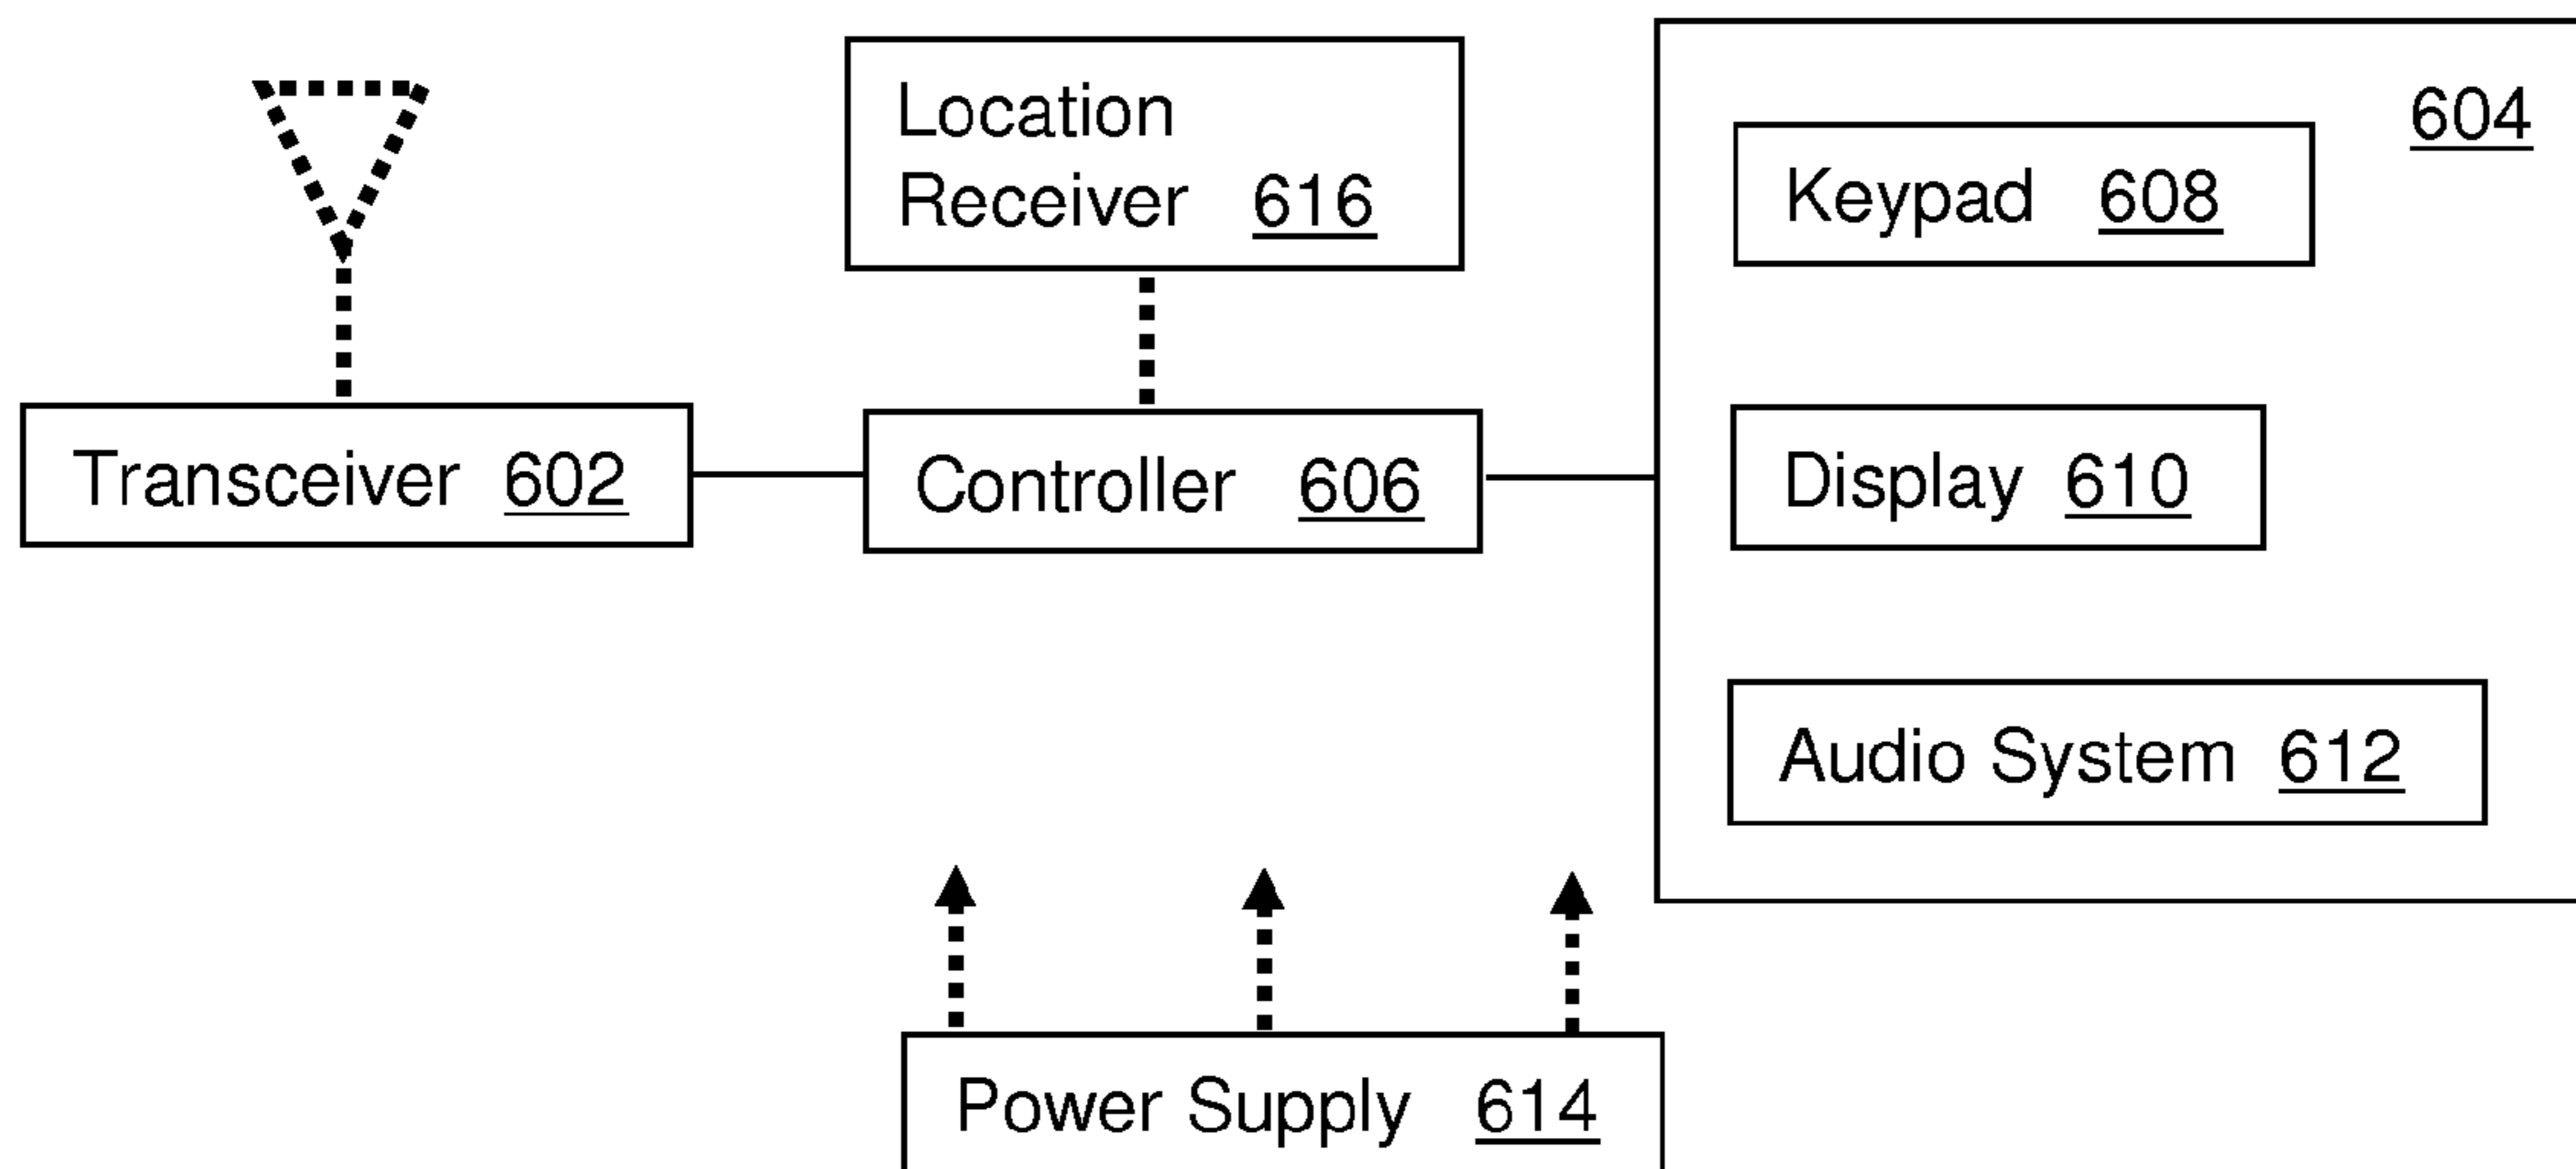 Location
Receiver 616
604
Keypad 608
Transceiver 602
Controller 606
Display 610
Audio System 612
Power Supply 614